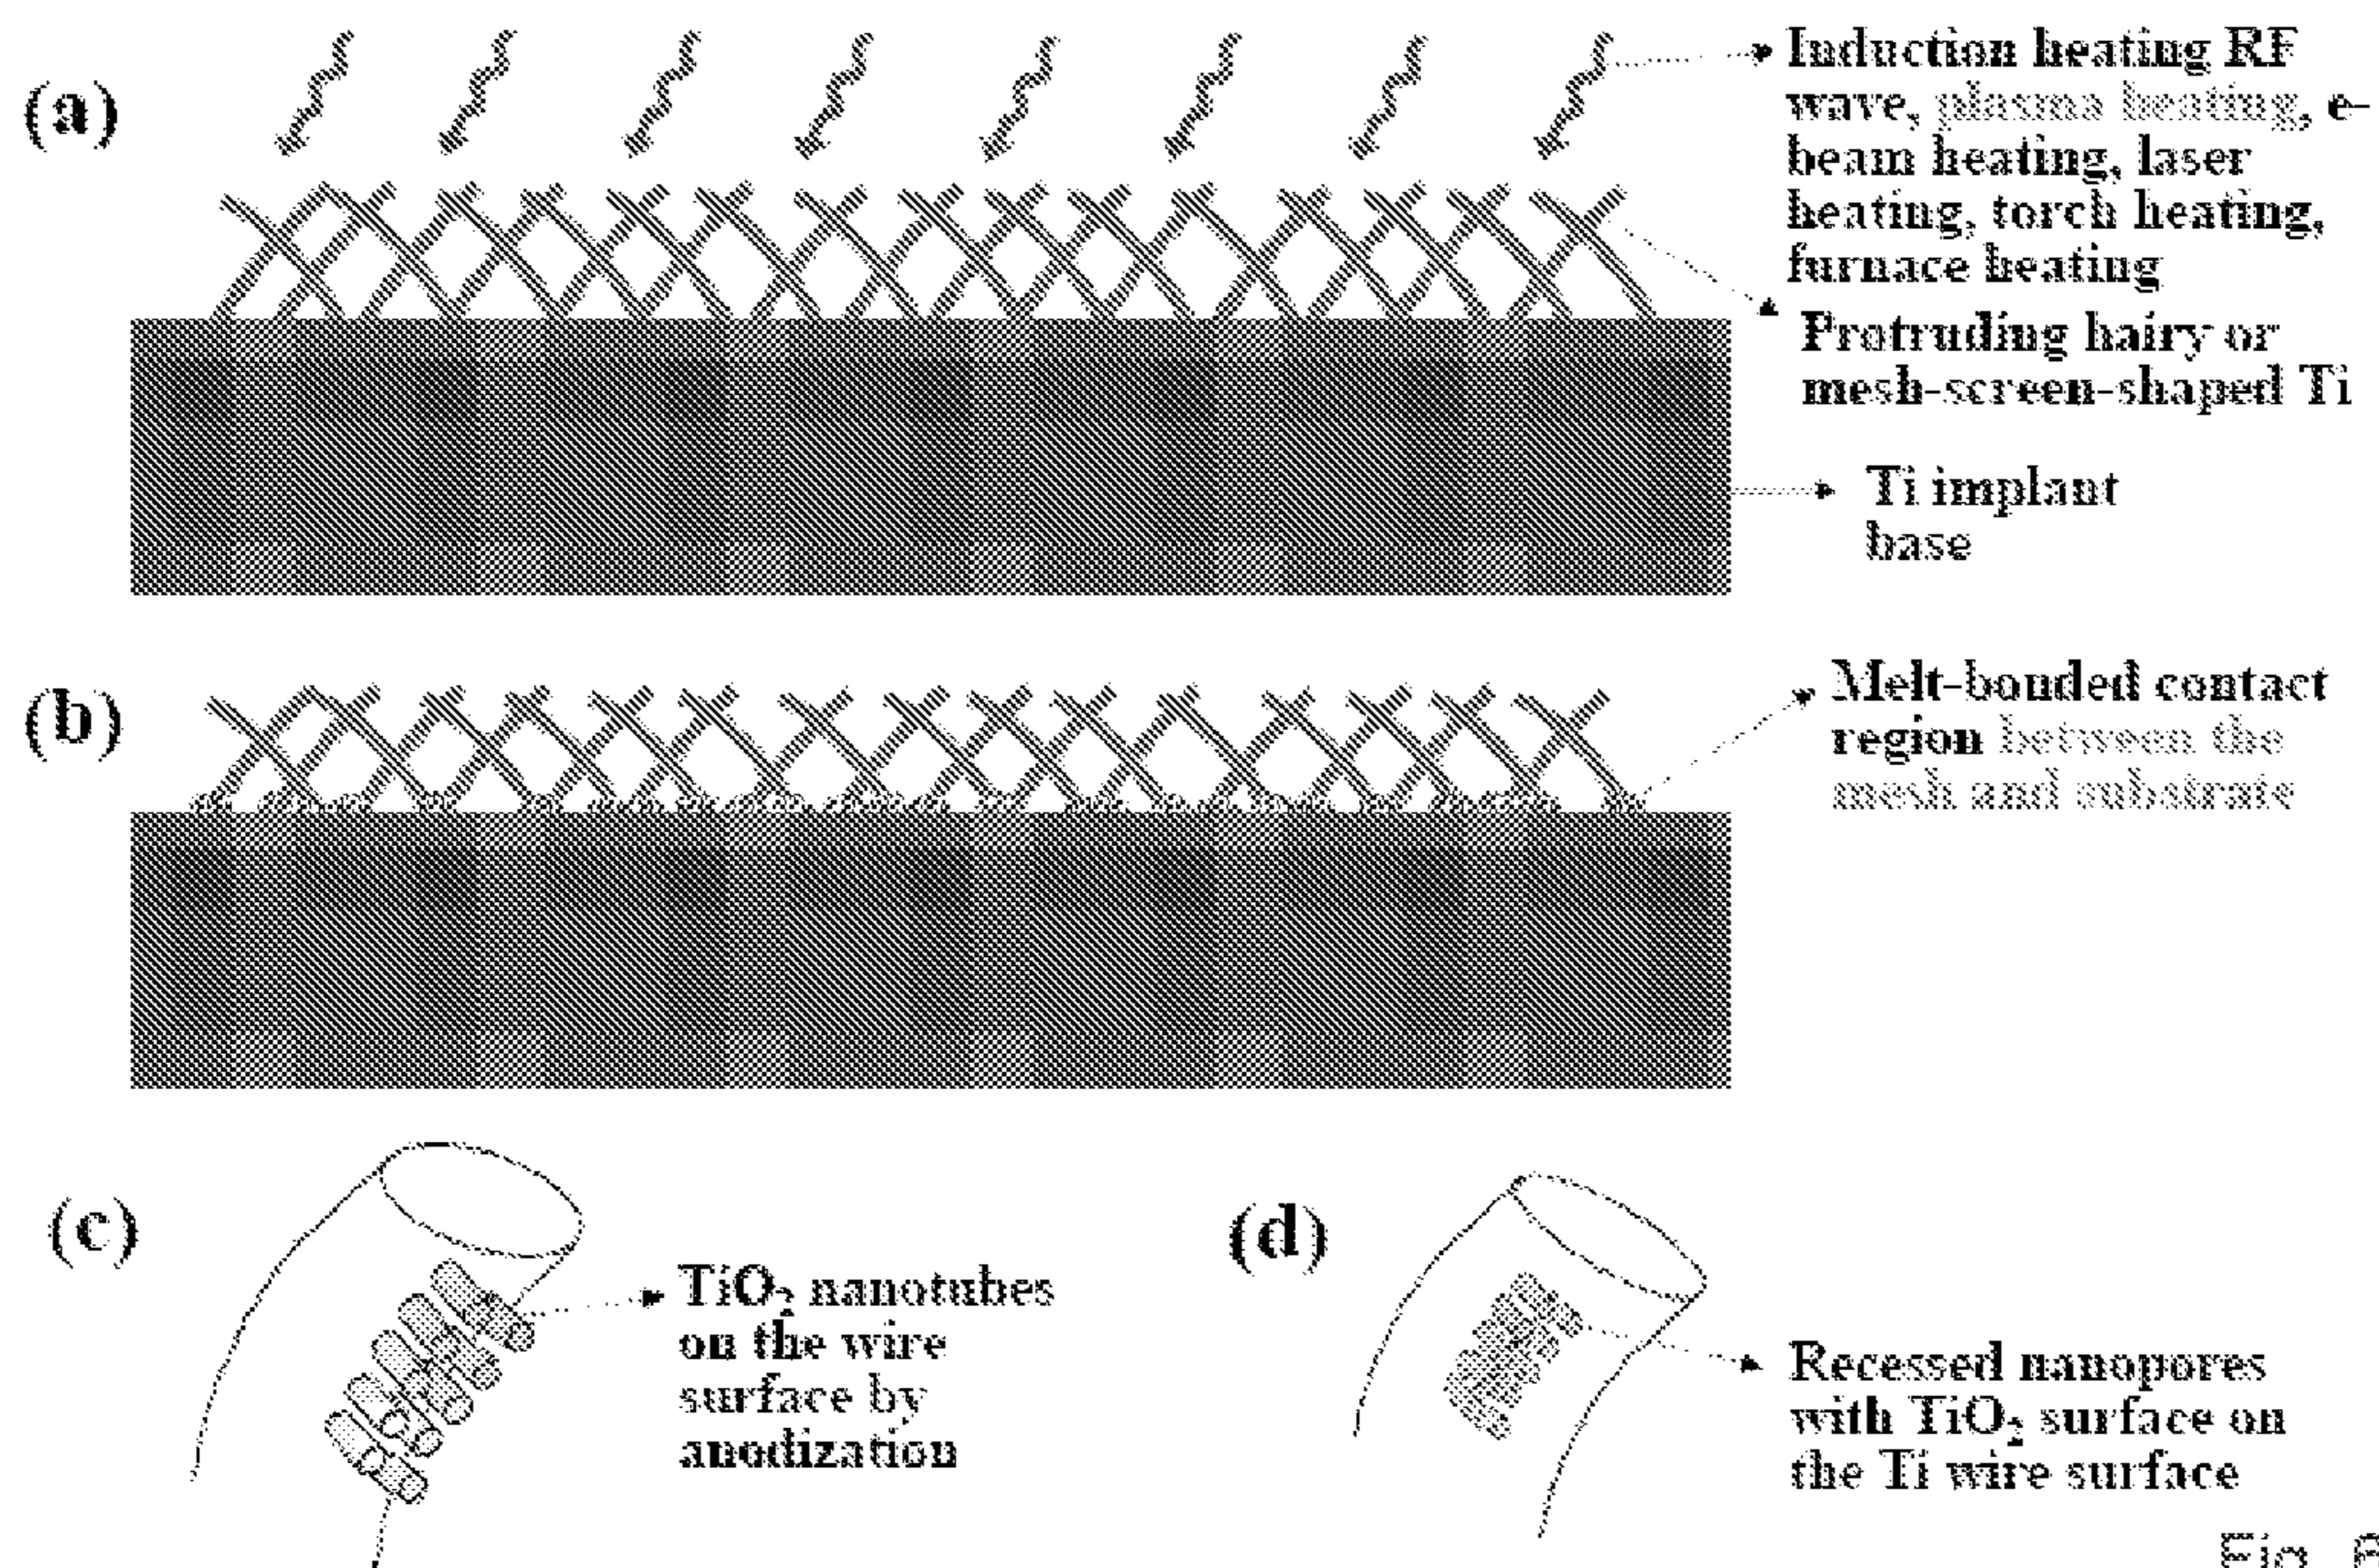 (a)
Induction heating RF
wave, plasma heating, e-
beam heating, laser
heating, torch heating,
furnace heating
Protruding hairy or
mesh-screen-shaped Ti
Ti implant
base
(b)
Melt-bouded contact
region between the
mesh and substrate
(c)
TiO₂ nanotubes
on the wire
surface by
anodization
(d)
Recessed nanopores
with TiO₂ surface on
the Ti wire surface
Fig.